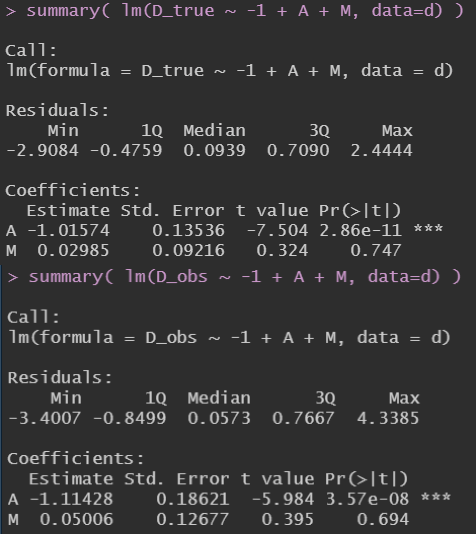 > summary( lm(D_true ~ -1 + A + M, data=d) )
Call:
lm(formula = D_true ~ -1 + A + M, data = d)
Residuals:
Min 1Q Median 3Q Max
-2.9084 -0.4759 0.0939 0.7090 2.4444
Coefficients:
Estimate Std. Error t value Pr(>|t|)
A -1.01574 0.13536 -7.504 2.86e-11 ***
M 0.02985 0.09216 0.324 0.747
> summary( lm(D_obs ~ -1 + A + M, data=d) )
Call:
lm(formula = D_obs ~ -1 + A + M, data = d)
Residuals:
Min 1Q Median 3Q Max
-3.4007 -0.8499 0.0573 0.7667 4.3385
Coefficients:
Estimate Std. Error t value Pr(>|t|)
A -1.11428 0.18621 -5.984 3.57e-08 ***
M 0.05006 0.12677 0.395 0.694